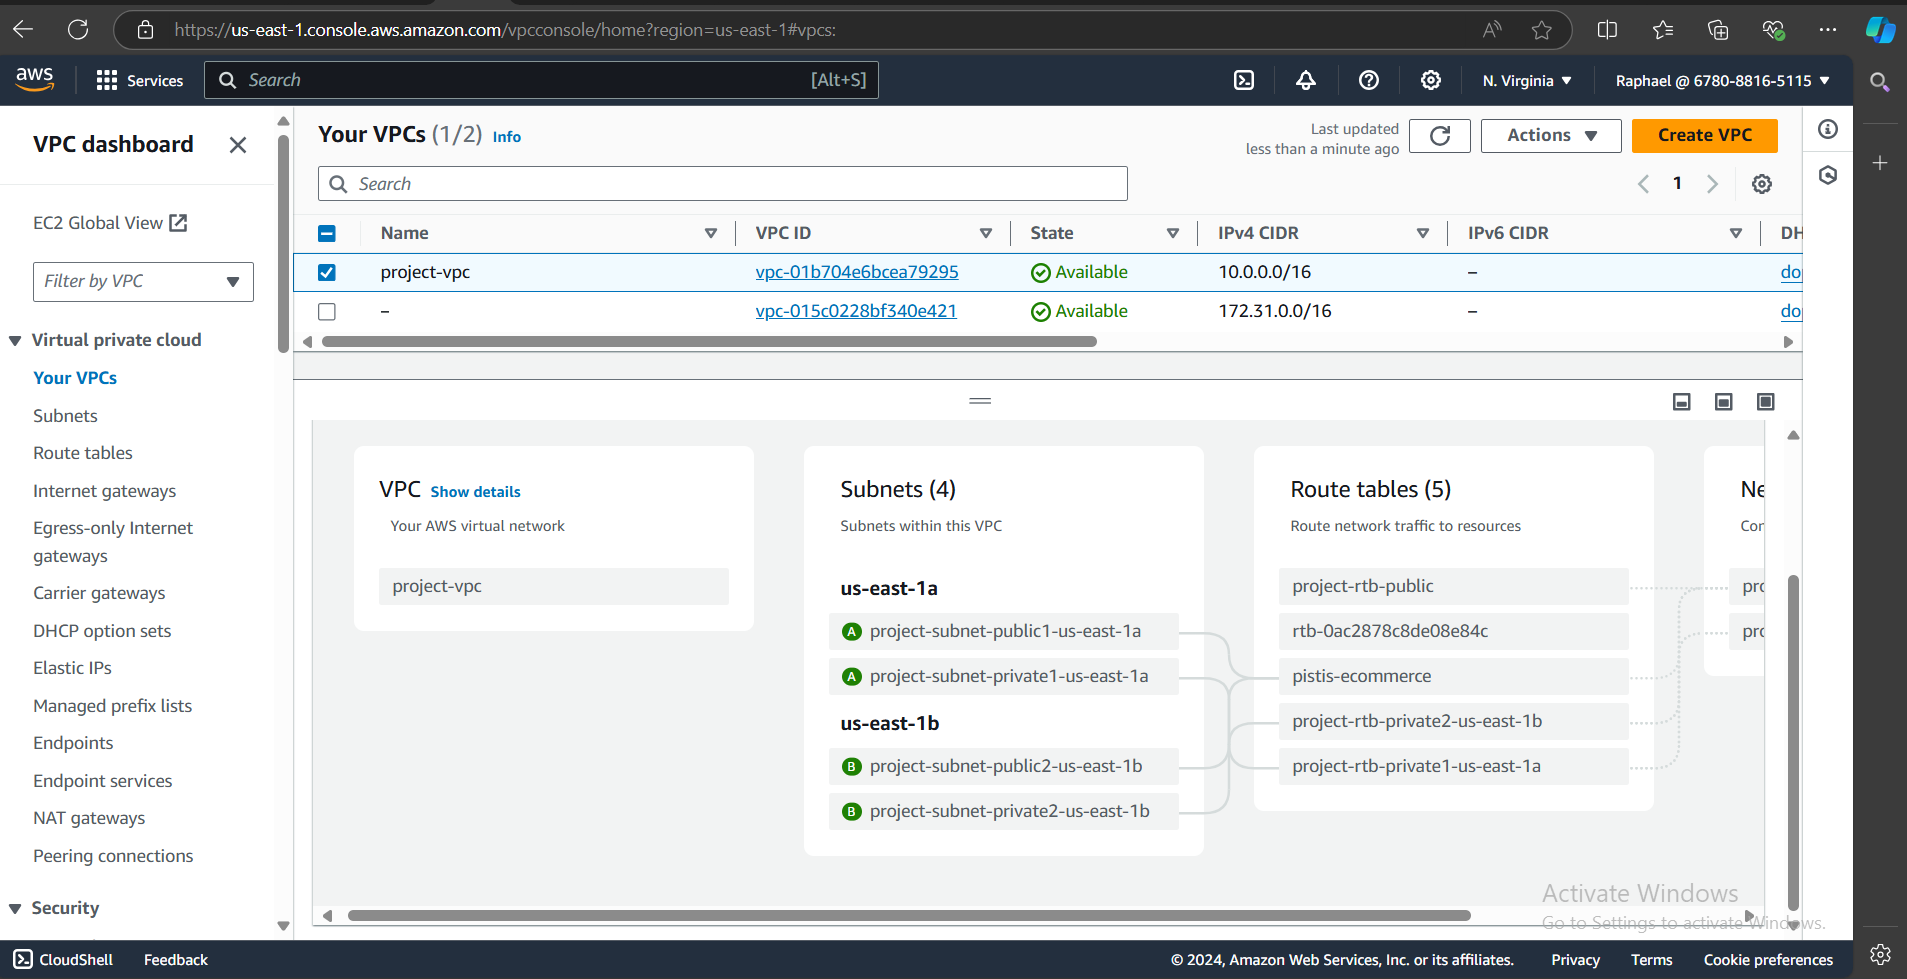 https://us-east-1.console.aws.amazon.com/vpcconsole/home?region=us-east-1#vpcs:
aws
Services
Search
[Alt+S]
N. Virginia
Raphael @ 6780-8816-5115
VPC dashboard
EC2 Global View
Filter by VPC
Virtual private cloud
Your VPCs
Subnets
Route tables
Internet gateways
Egress-only Internet
gateways
Carrier gateways
DHCP option sets
Elastic IPs
Managed prefix lists
Endpoints
Endpoint services
NAT gateways
Peering connections
Security
Your VPCs (1/2) Info
Last updated
less than a minute ago
Actions
Create VPC
Search
1
Name VPC ID State IPv4 CIDR IPv6 CIDR DH
project-vpc vpc-01b704e6bcea79295 Available 10.0.0.0/16 – do
– vpc-015c0228bf340e421 Available 172.31.0.0/16 – do
VPC Show details
Your AWS virtual network
project-vpc
Subnets (4)
Subnets within this VPC
us-east-1a
A project-subnet-public1-us-east-1a
A project-subnet-private1-us-east-1a
us-east-1b
B project-subnet-public2-us-east-1b
B project-subnet-private2-us-east-1b
Route tables (5)
Route network traffic to resources
project-rtb-public
rtb-0ac2878c8de08e84c
pistis-ecommerce
project-rtb-private2-us-east-1b
project-rtb-private1-us-east-1a
Ne
Cor
pro
pro
Activate Windows
Go to Settings to activate Windows.
CloudShell
Feedback
© 2024, Amazon Web Services, Inc. or its affiliates.
Privacy
Terms
Cookie preferences